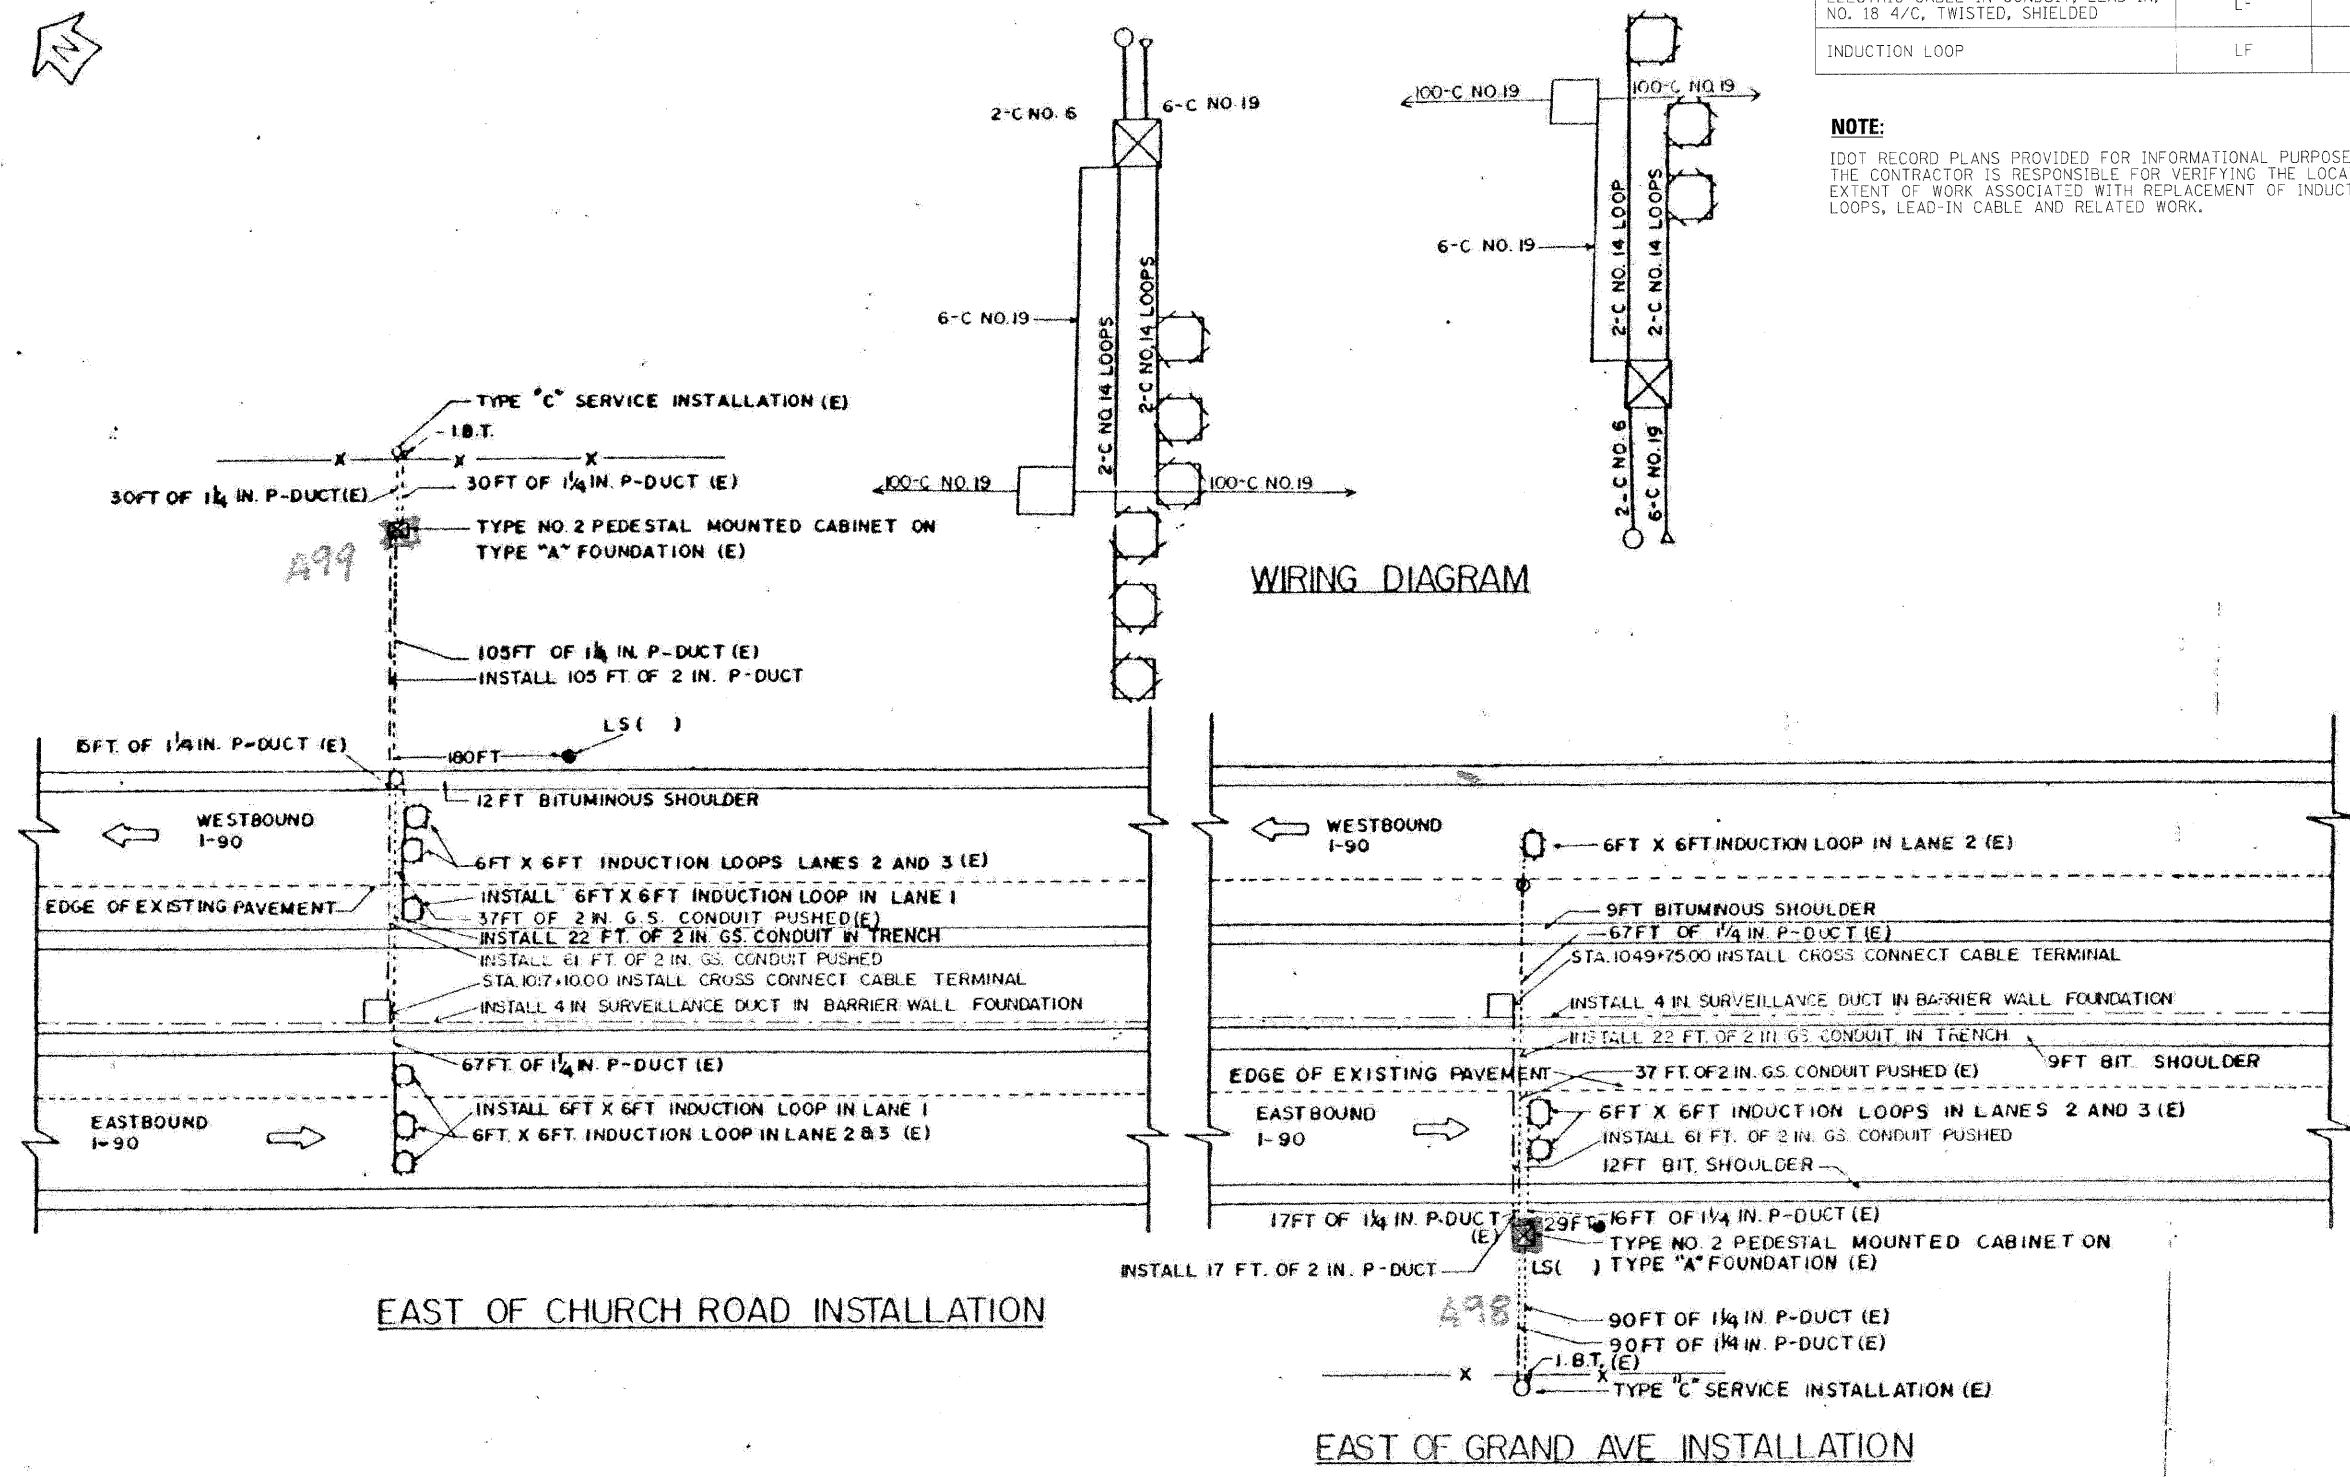 N
NO. 18 4/C, TWISTED, SHIELDED
L-
INDUCTION LOOP
LF
NOTE:
IDOT RECORD PLANS PROVIDED FOR INFORMATIONAL PURPOSE
THE CONTRACTOR IS RESPONSIBLE FOR VERIFYING THE LOCA
EXTENT OF WORK ASSOCIATED WITH REPLACEMENT OF INDUCT
LOOPS, LEAD-IN CABLE AND RELATED WORK.
2-C NO. 6
6-C NO. 19
6-C NO. 19
2-C NO. 14 LOOPS
2-C NO. 14 LOOPS
100-C NO. 19
100-C NO. 19
100-C NO. 19
100-C NO. 19
6-C NO. 19
2-C NO. 14 LOOP
2-C NO. 14 LOOPS
2-C NO. 6
6-C NO. 19
WIRING DIAGRAM
TYPE "C" SERVICE INSTALLATION (E)
I.B.T.
X X X
30FT OF 1¼ IN. P-DUCT(E)
30FT OF 1¼ IN. P-DUCT (E)
TYPE NO. 2 PEDESTAL MOUNTED CABINET ON
TYPE "A" FOUNDATION (E)
A99
105FT OF 1¼ IN. P-DUCT (E)
INSTALL 105 FT. OF 2 IN. P-DUCT
LS( )
15FT. OF 1¼ IN. P-DUCT (E)
180FT
12 FT BITUMINOUS SHOULDER
WESTBOUND
I-90
6FT X 6FT INDUCTION LOOPS LANES 2 AND 3 (E)
INSTALL 6FT X 6FT INDUCTION LOOP IN LANE 1
EDGE OF EXISTING PAVEMENT
37FT OF 2 IN. G.S. CONDUIT PUSHED(E)
INSTALL 22 FT. OF 2 IN. GS. CONDUIT IN TRENCH
INSTALL 61 FT. OF 2 IN. GS. CONDUIT PUSHED
STA. 1017+10.00 INSTALL CROSS CONNECT CABLE TERMINAL
INSTALL 4 IN SURVEILLANCE DUCT IN BARRIER WALL FOUNDATION
67FT. OF 1¼ IN. P-DUCT (E)
INSTALL 6FT X 6FT INDUCTION LOOP IN LANE 1
6FT. X 6FT. INDUCTION LOOP IN LANE 2 & 3 (E)
EASTBOUND
I-90
EAST OF CHURCH ROAD INSTALLATION
WESTBOUND
I-90
6FT X 6FT INDUCTION LOOP IN LANE 2 (E)
9FT BITUMINOUS SHOULDER
67FT OF 1¼ IN. P-DUCT (E)
STA. 1049+75.00 INSTALL CROSS CONNECT CABLE TERMINAL
INSTALL 4 IN. SURVEILLANCE DUCT IN BARRIER WALL FOUNDATION
INSTALL 22 FT. OF 2 IN GS. CONDUIT IN TRENCH
9FT BIT. SHOULDER
EDGE OF EXISTING PAVEMENT
37 FT. OF 2 IN. GS. CONDUIT PUSHED (E)
EASTBOUND
I-90
6FT X 6FT INDUCTION LOOPS IN LANES 2 AND 3 (E)
INSTALL 61 FT. OF 2 IN. GS. CONDUIT PUSHED
12FT BIT. SHOULDER
17FT OF 1¼ IN. P-DUCT
(E)
29FT
16FT OF 1¼ IN. P-DUCT (E)
TYPE NO. 2 PEDESTAL MOUNTED CABINET ON
TYPE "A" FOUNDATION (E)
INSTALL 17 FT. OF 2 IN. P-DUCT
LS( )
A98
90FT OF 1¼ IN. P-DUCT (E)
90FT OF 1¼ IN. P-DUCT (E)
I.B.T. (E)
X X
TYPE "C" SERVICE INSTALLATION (E)
EAST OF GRAND AVE INSTALLATION